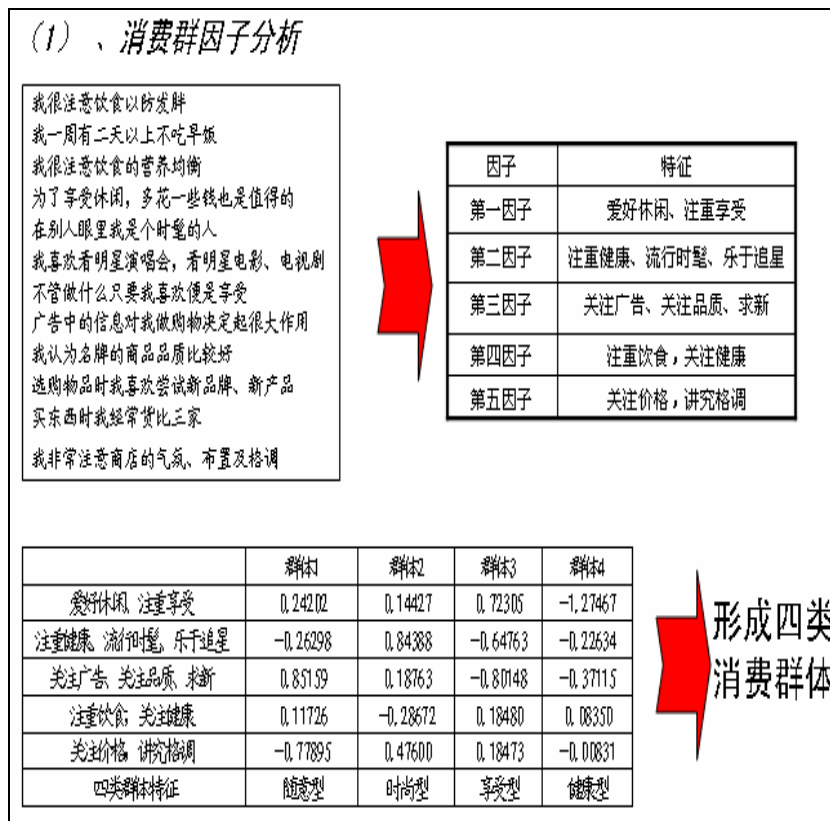 (1) 、消费群因子分析
我很注意饮食以防发胖
我一周有二天以上不吃早饭
我很注意饮食的营养均衡
为了享受休闲，多花一些钱也是值得的
在别人眼里我是个时髦的人
我喜欢看明星演唱会，看明星电影、电视剧
不管做什么只要我喜欢便是享受
广告中的信息对我做购物决定起很大作用
我认为名牌的商品品质比较好
选购物品时我喜欢尝试新品牌、新产品
买东西时我经常货比三家
我非常注意商店的气氛、布置及格调
因子 特征
第一因子 爱好休闲、注重享受
第二因子 注重健康、流行时髦、乐于追星
第三因子 关注广告、关注品质、求新
第四因子 注重饮食，关注健康
第五因子 关注价格，讲究格调
群体1 群体2 群体3 群体4
爱好休闲、注重享受 0.24202 0.14427 0.72305 -1.27467
注重健康、流行时髦、乐于追星 -0.26298 0.84388 -0.64763 -0.22634
关注广告、关注品质、求新 0.85159 0.18763 -0.80148 -0.37115
注重饮食，关注健康 0.11726 -0.28672 0.18480 0.08350
关注价格，讲究格调 -0.77895 0.47600 0.18473 -0.00831
四类群体特征 随意型 时尚型 享受型 健康型
形成四类
消费群体